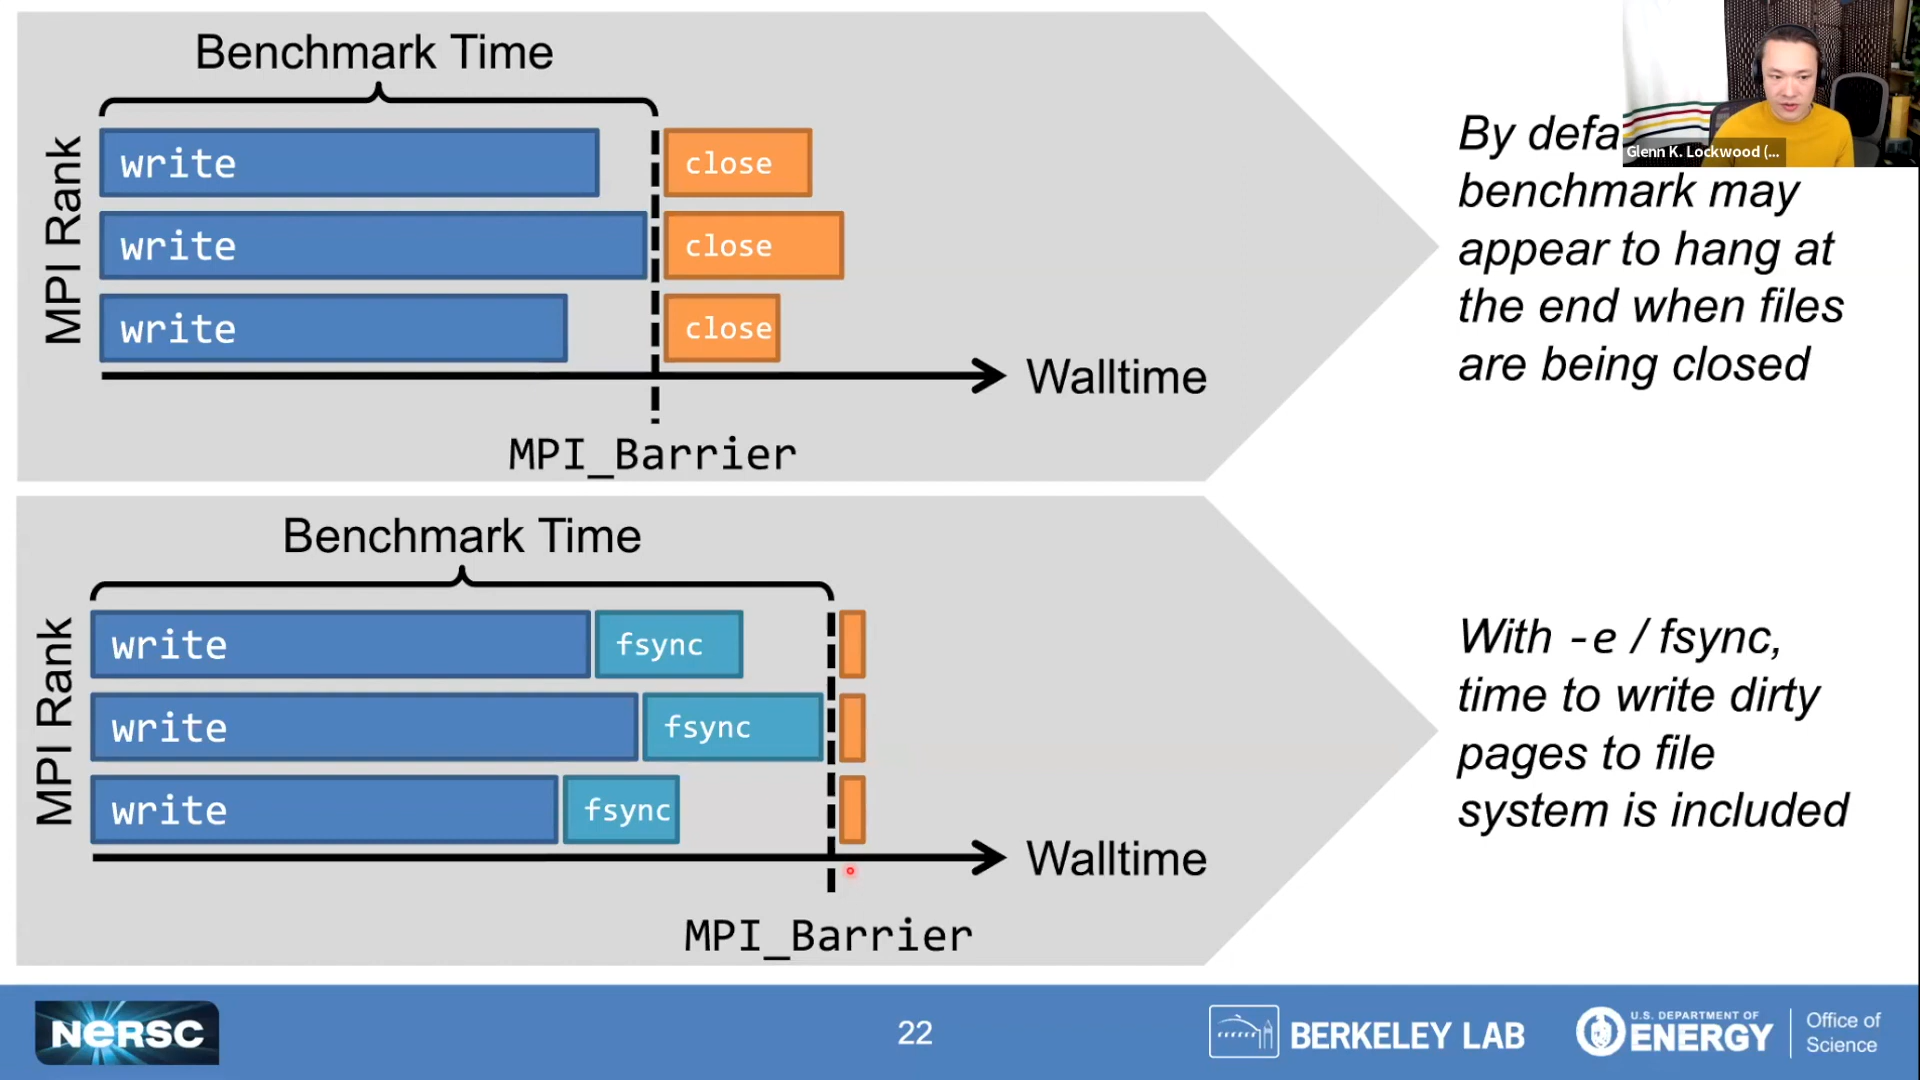 Benchmark Time
MPI Rank
write
close
write
close
write
close
Walltime
MPI_Barrier
By defa
benchmark may
appear to hang at
the end when files
are being closed
Glenn K. Lockwood (...
Benchmark Time
MPI Rank
write
fsync
write
fsync
write
fsync
Walltime
MPI_Barrier
With -e / fsync,
time to write dirty
pages to file
system is included
NERSC
22
BERKELEY LAB
U.S. DEPARTMENT OF
ENERGY
Office of
Science